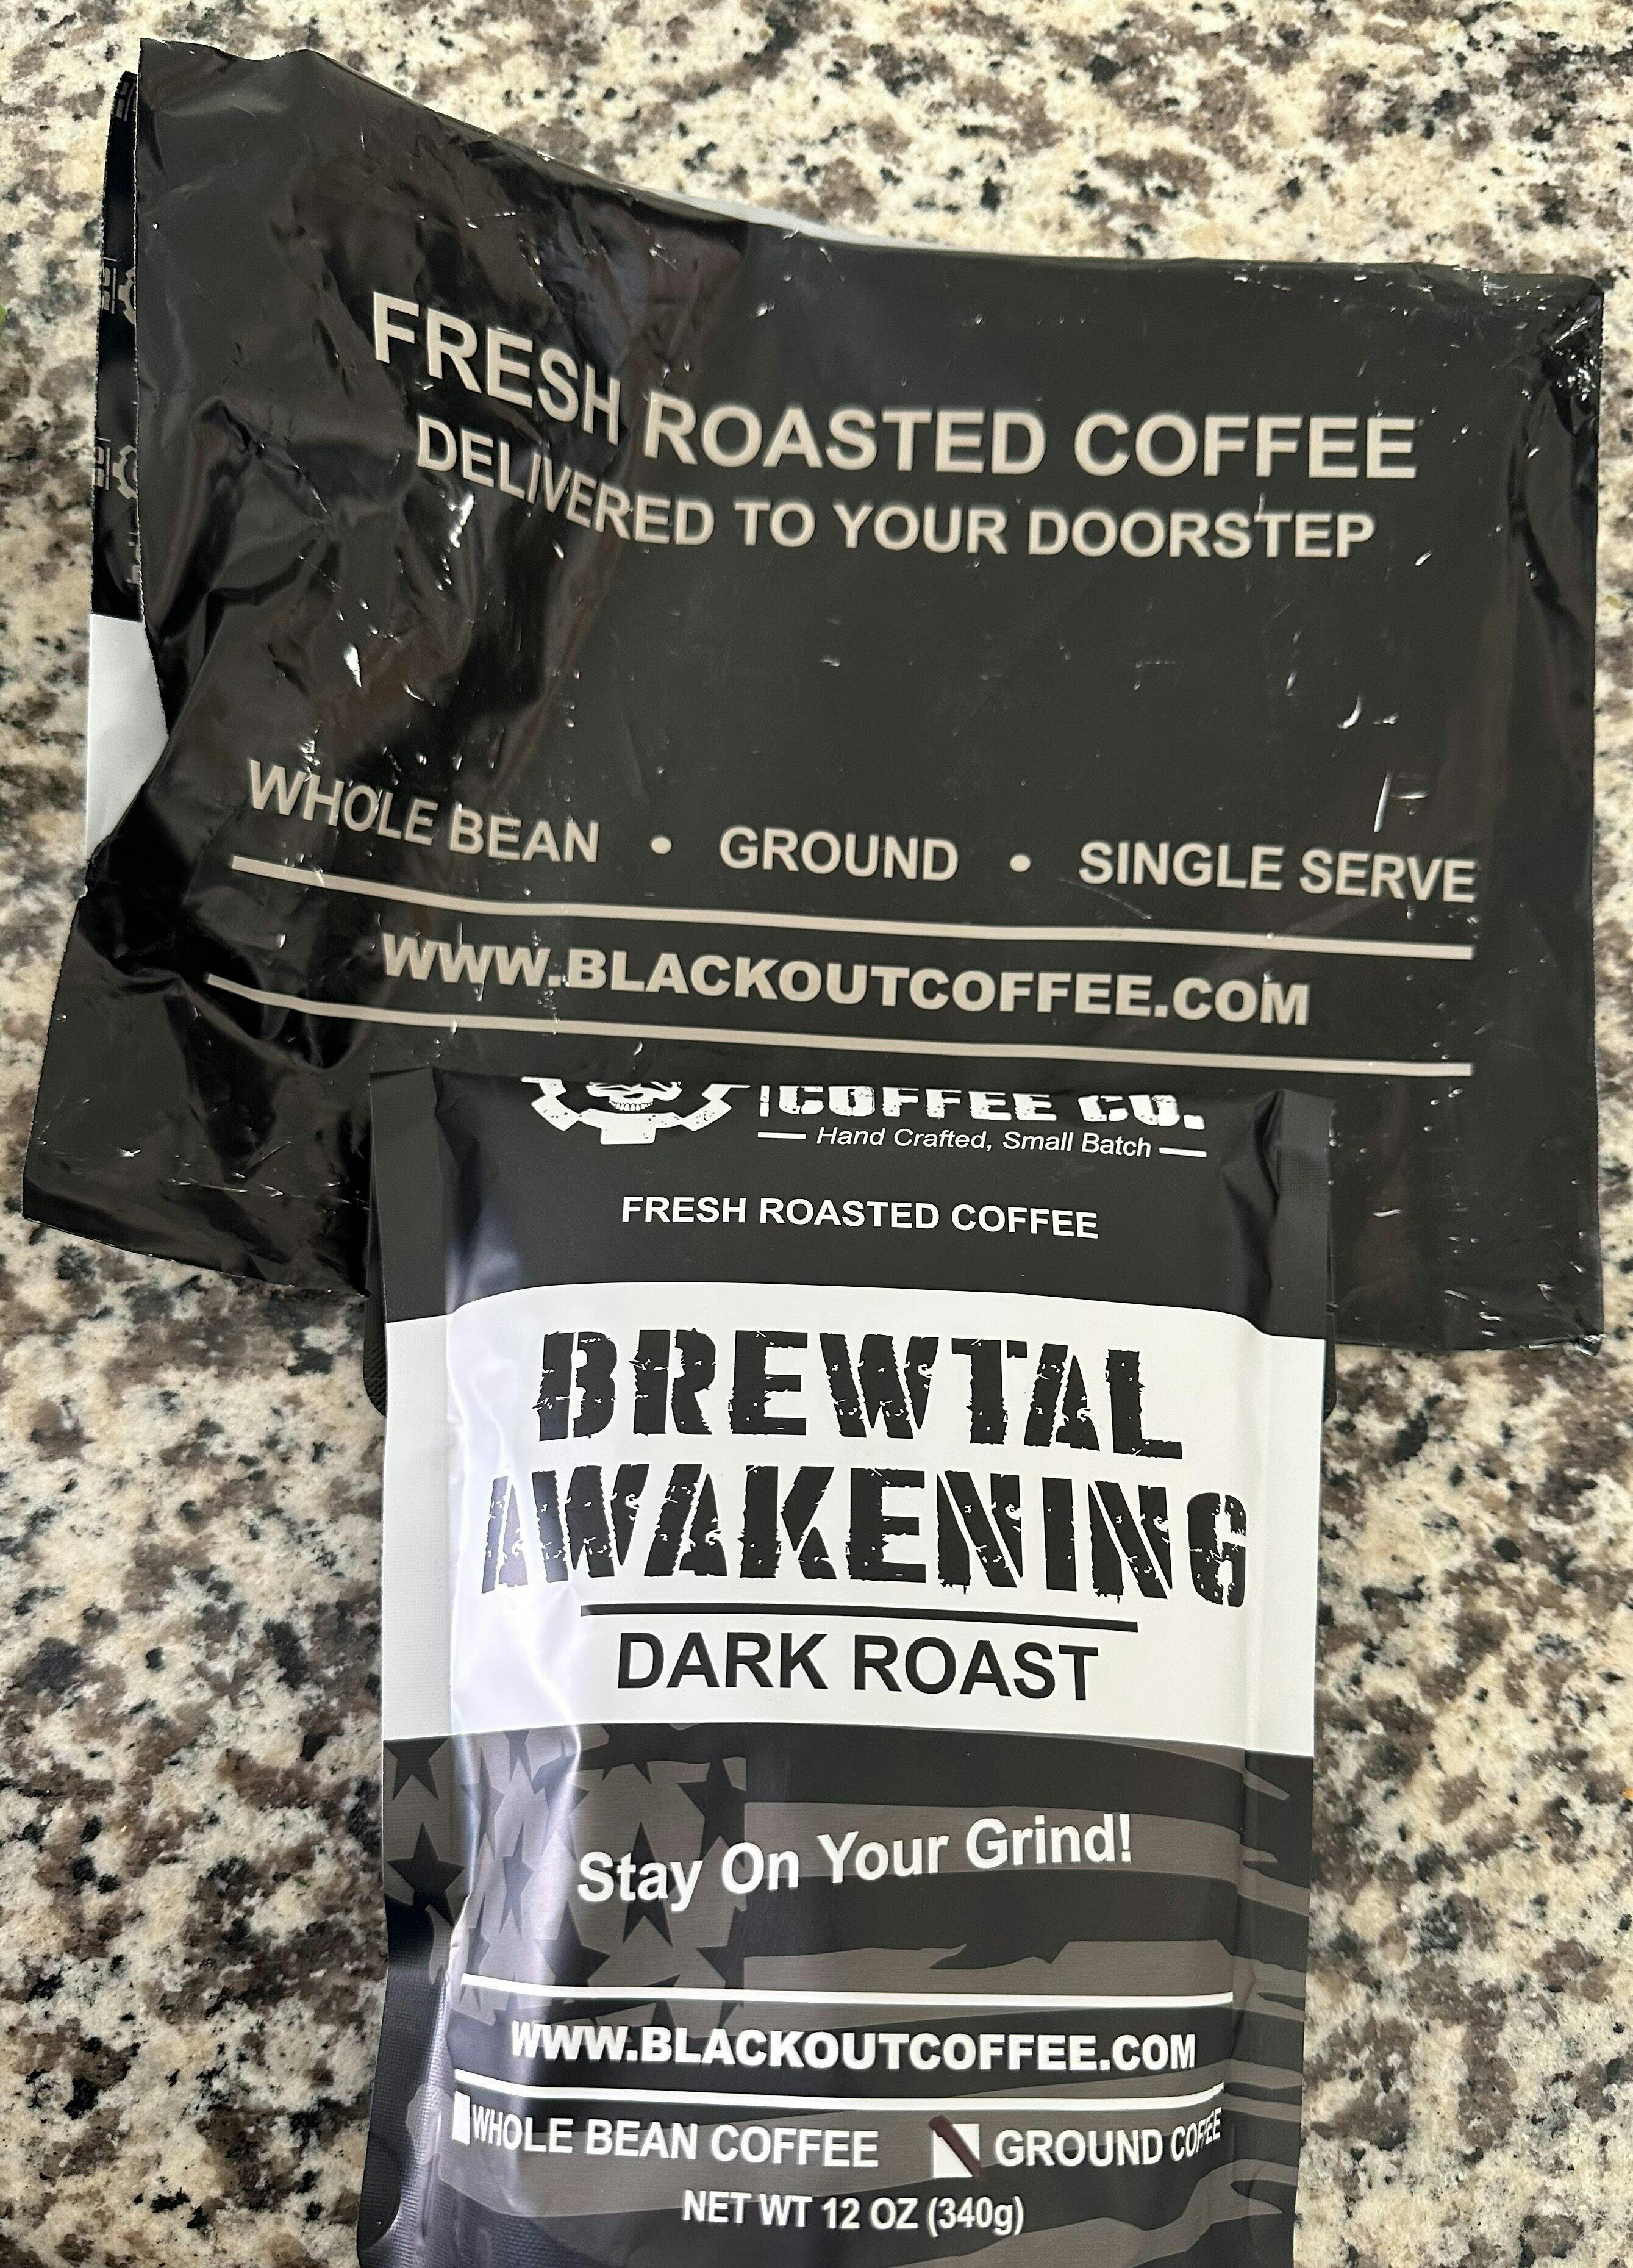 FRESH ROASTED COFFEE
DELIVERED TO YOUR DOORSTEP
WHOLE BEAN • GROUND • SINGLE SERVE
WWW.BLACKOUTCOFFEE.COM
COFFEE CO.
Hand Crafted, Small Batch
FRESH ROASTED COFFEE
BREWTAL
AWAKENING
DARK ROAST
Stay On Your Grind!
WWW.BLACKOUTCOFFEE.COM
WHOLE BEAN COFFEE GROUND COFFEE
NET WT 12 OZ (340g)